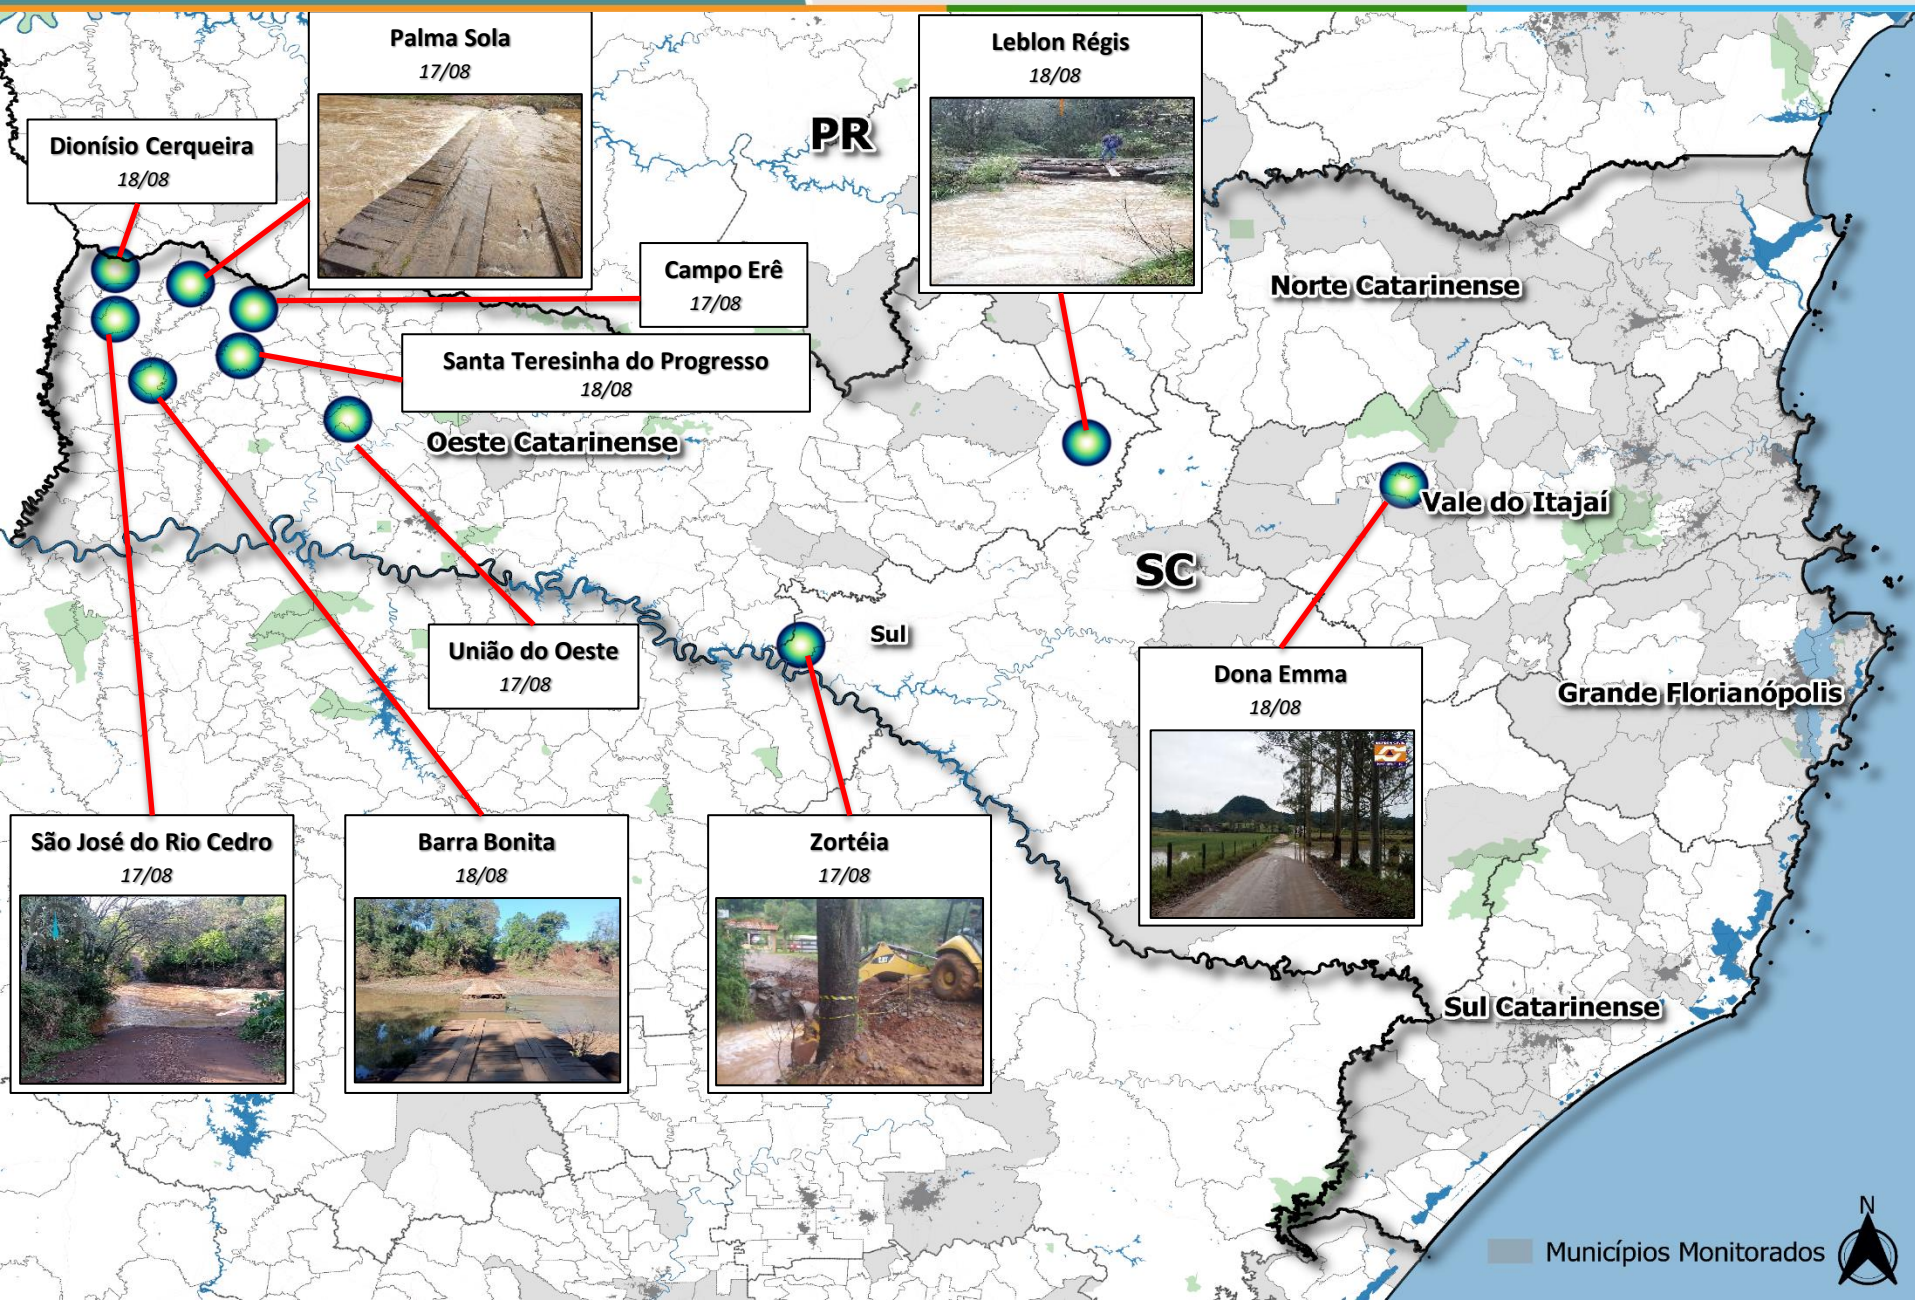 Palma Sola
17/08
Leblon Régis
18/08
PR
Dionísio Cerqueira
18/08
Campo Erê
17/08
Norte Catarinense
Santa Teresinha do Progresso
18/08
Oeste Catarinense
Vale do Itajaí
SC
Sul
União do Oeste
17/08
Dona Emma
18/08
Grande Florianópolis
São José do Rio Cedro
17/08
Barra Bonita
18/08
Zortéia
17/08
CAT
Sul Catarinense
N
Municípios Monitorados